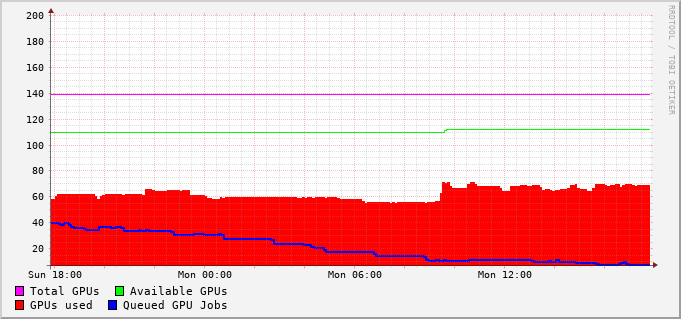 200
180
160
140
120
100
80
60
40
20
Sun 18:00 Mon 00:00 Mon 06:00 Mon 12:00
Total GPUs Available GPUs
GPUs used Queued GPU Jobs
RRDTOOL / TOBI OETIKER